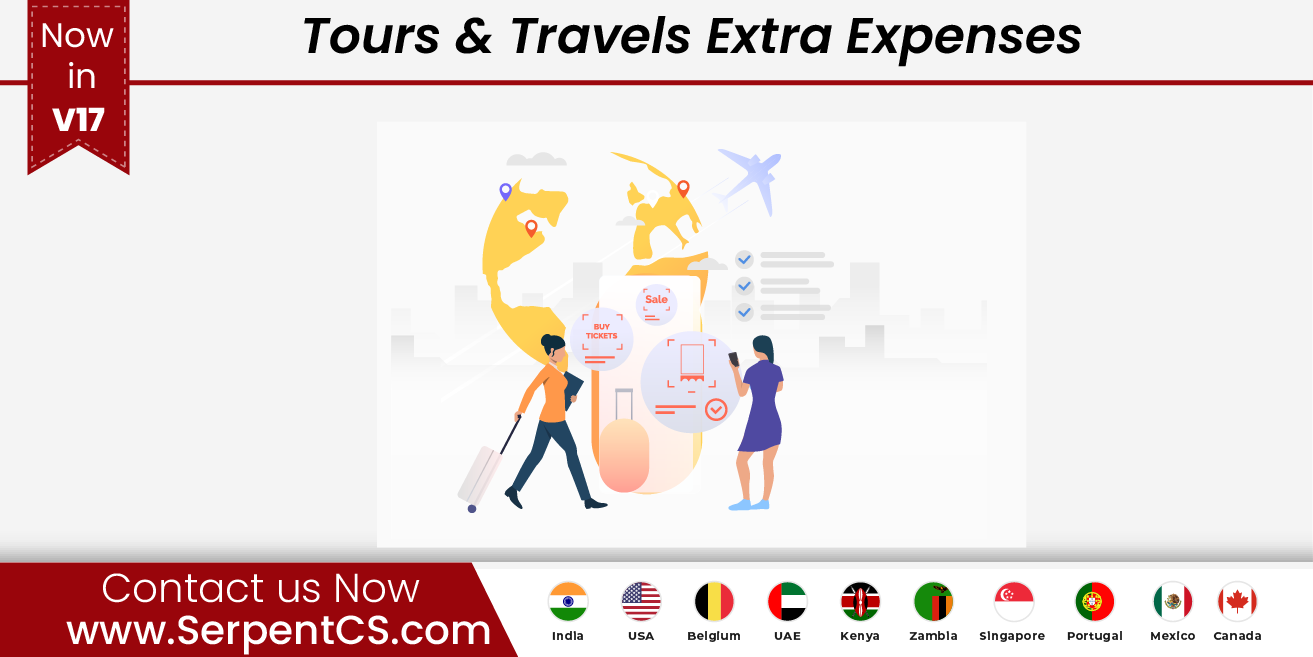 Now
in
V17
Tours & Travels Extra Expenses
Sale
BUY
TICKETS
Contact us Now
www.SerpentCS.com
India
USA
Belgium
UAE
Kenya
Zambia
Singapore
Portugal
Mexico
Canada